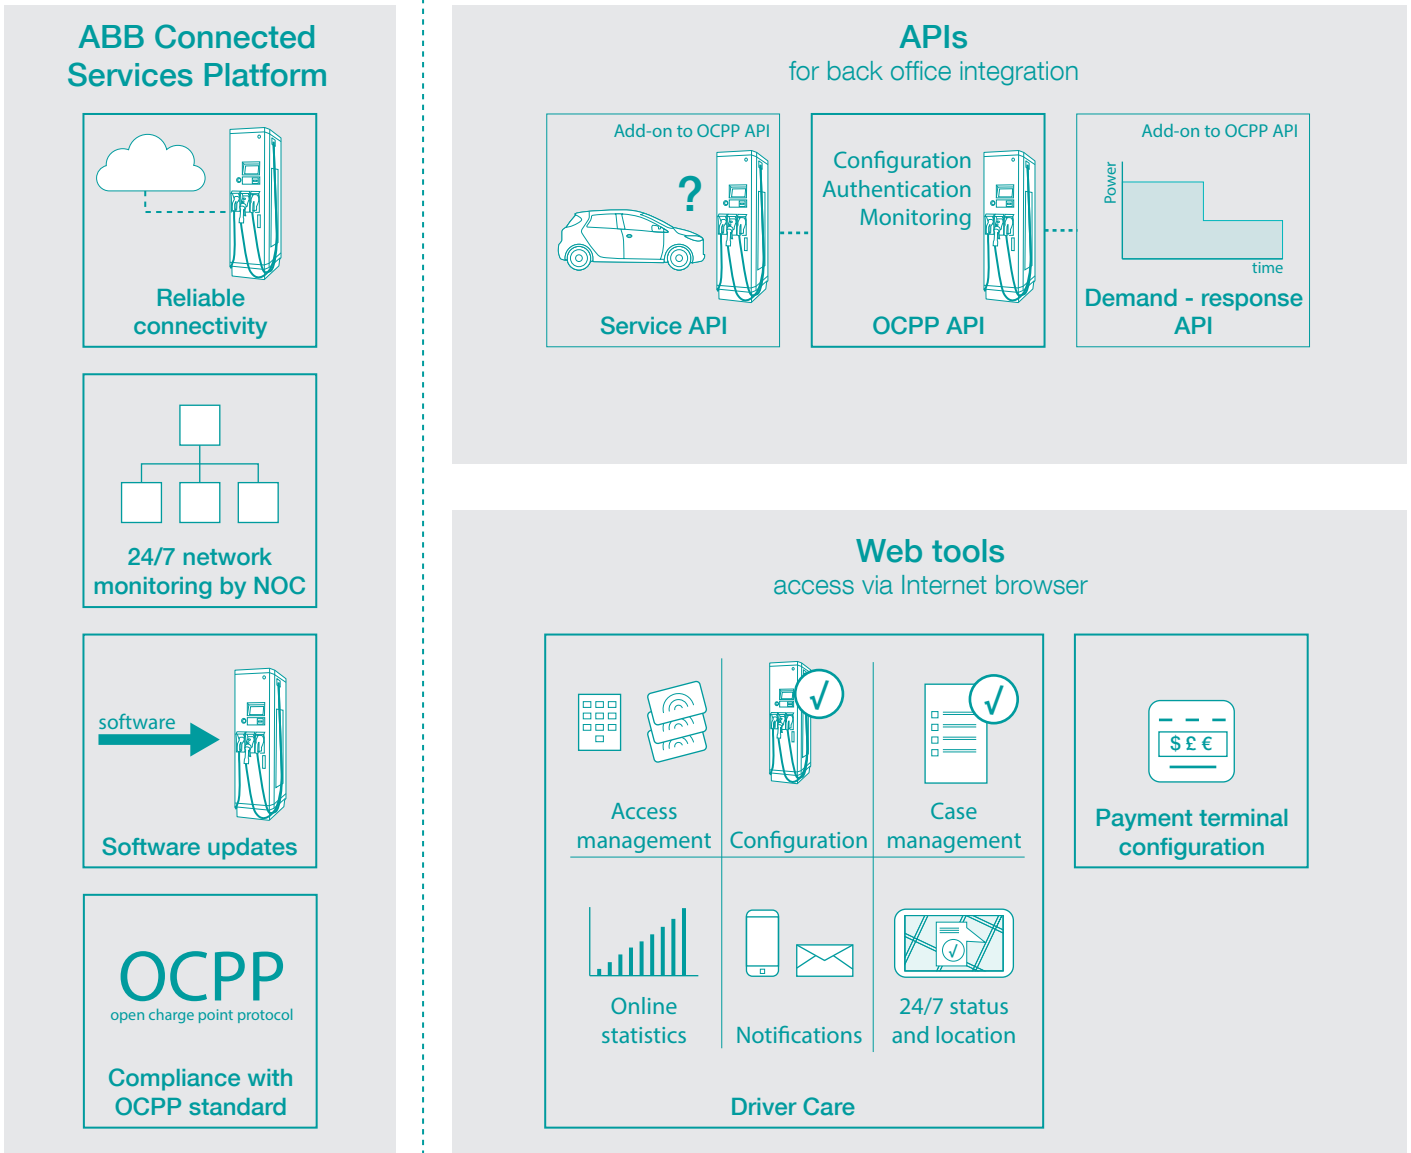 ABB Connected
Services Platform
Reliable
connectivity
24/7 network
monitoring by NOC
software
Software updates
OCPP
open charge point protocol
Compliance with
OCPP standard
APIs
for back office integration
Add-on to OCPP API
?
Service API
Configuration
Authentication
Monitoring
OCPP API
Add-on to OCPP API
Power
time
Demand - response
API
Web tools
access via Internet browser
Access
management
Configuration
Case
management
Online
statistics
Notifications
24/7 status
and location
Driver Care
$ £ €
Payment terminal
configuration